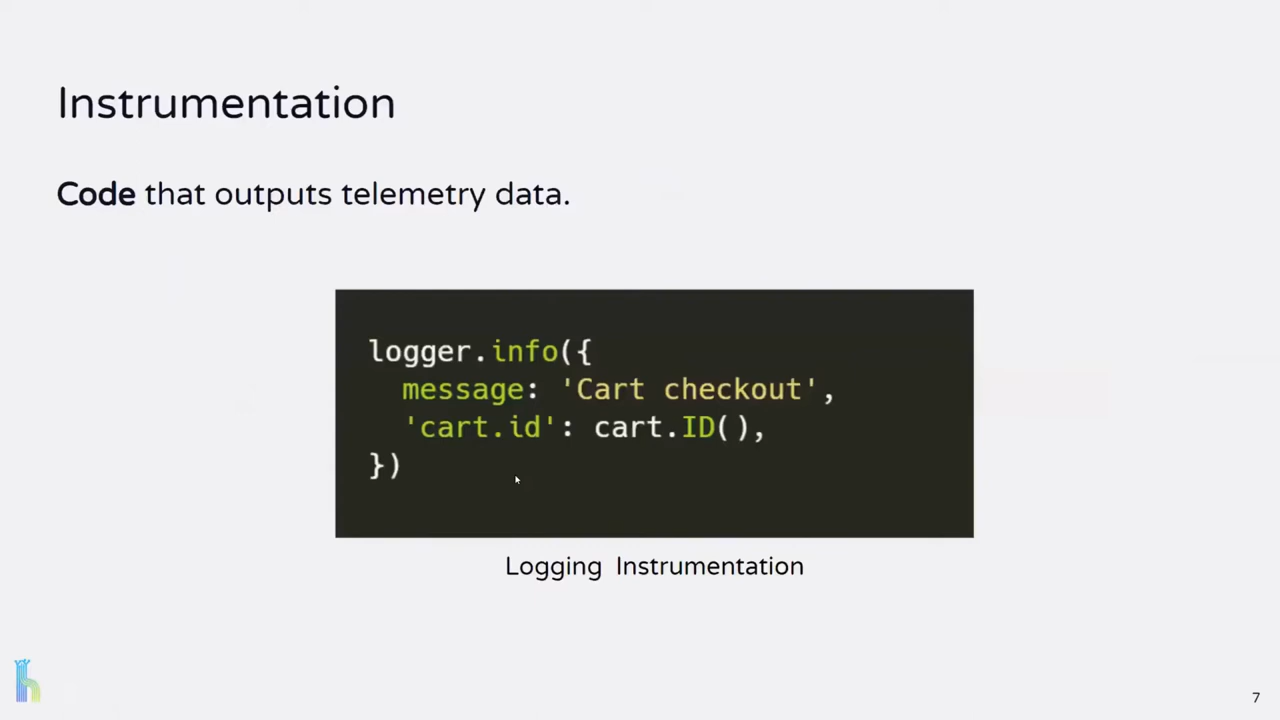 Instrumentation
Code that outputs telemetry data.
logger.info({
  message: 'Cart checkout',
  'cart.id': cart.ID(),
})
Logging Instrumentation
7